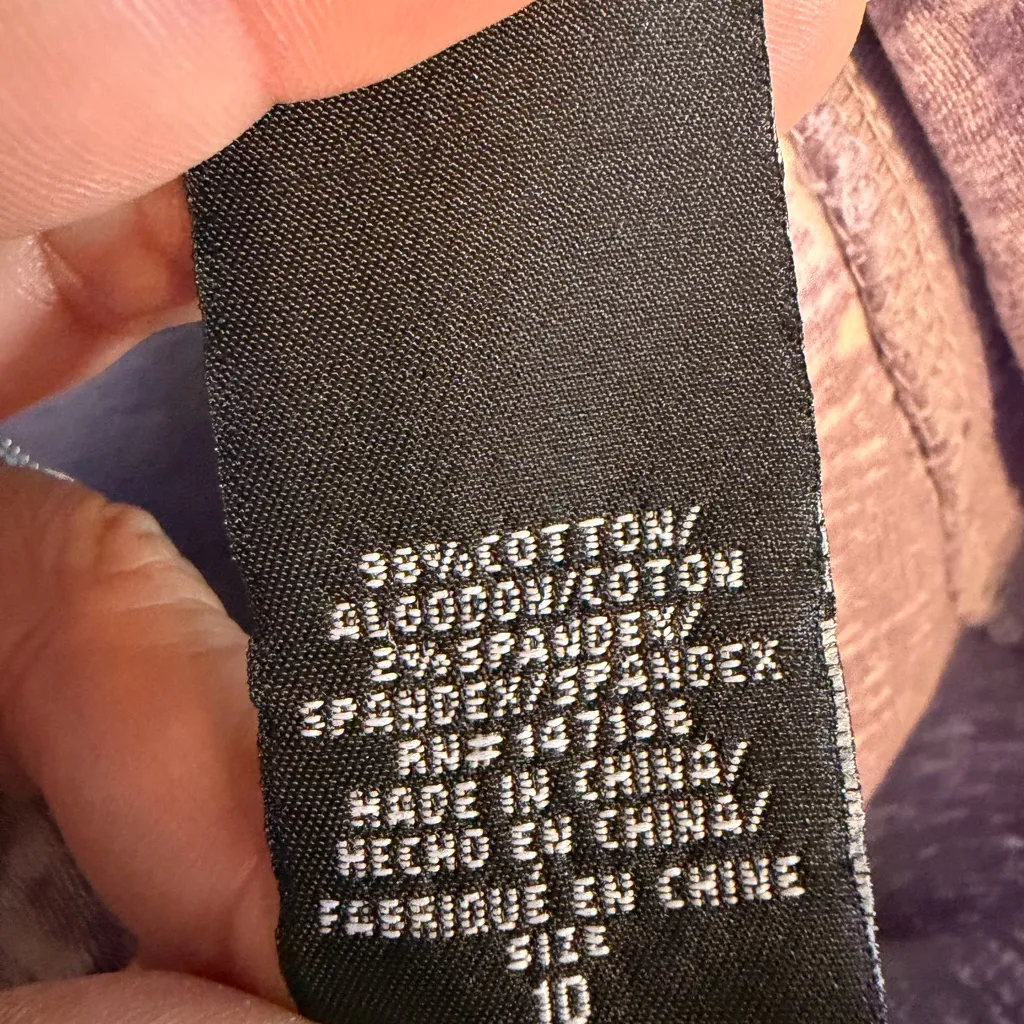 98%COTTON/
ALGODON/COTON
2%SPANDEX/
SPANDEX/SPANDEX
RN#
MADE IN CHINA/
HECHO EN CHINA/
FABRIQUE EN CHINE
SIZE
10